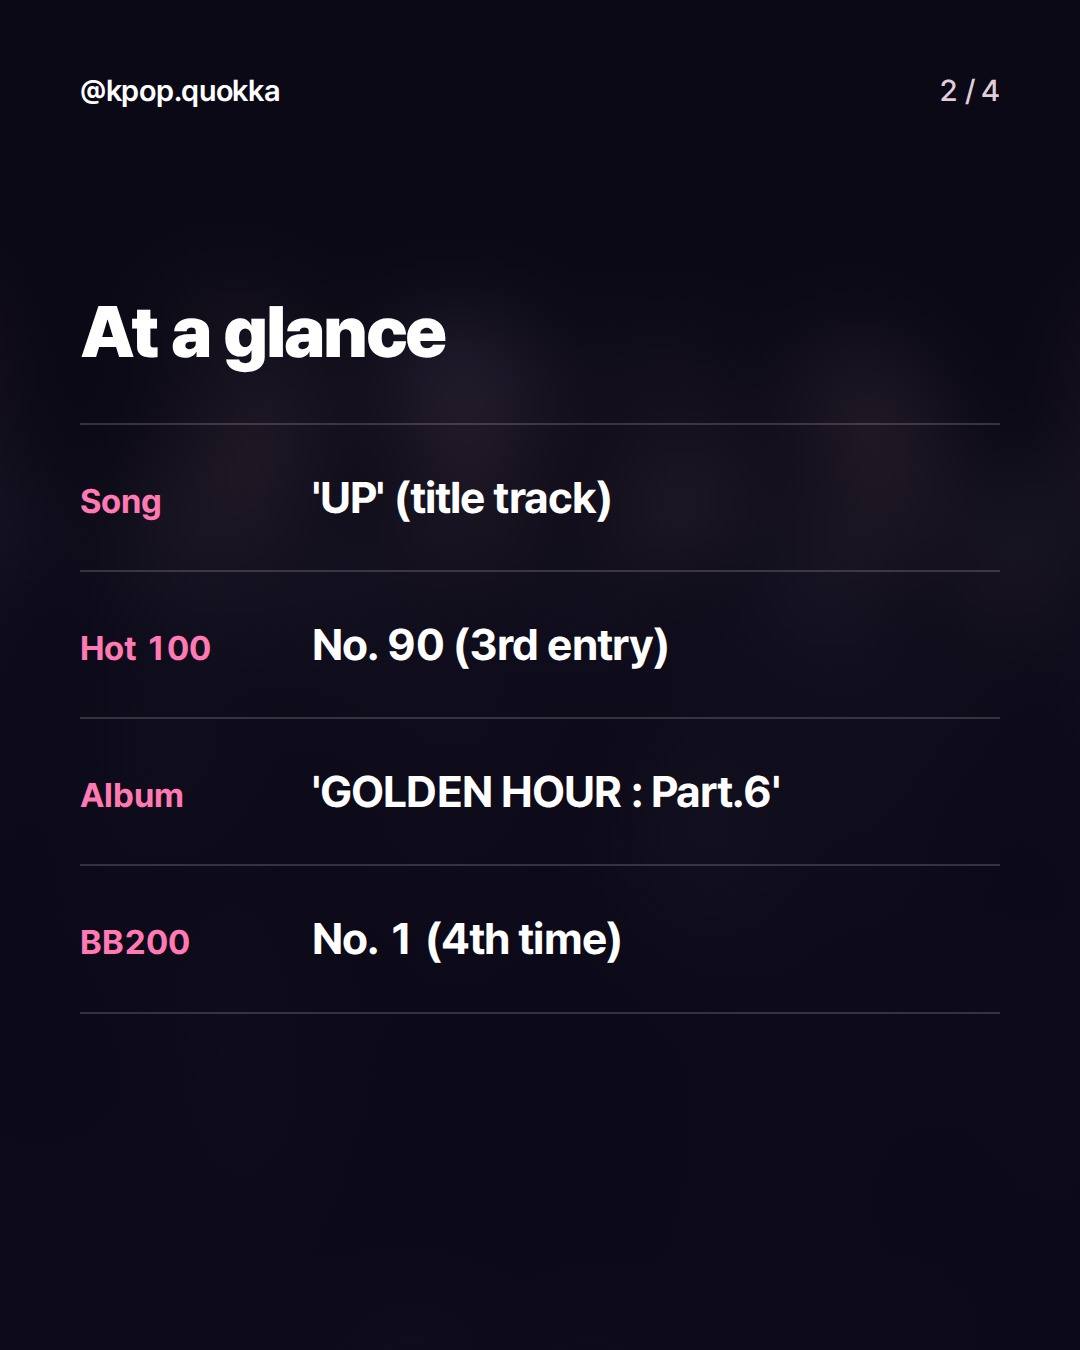 @kpop.quokka
2 / 4
At a glance
Song
'UP' (title track)
Hot 100
No. 90 (3rd entry)
Album
'GOLDEN HOUR : Part.6'
BB200
No. 1 (4th time)